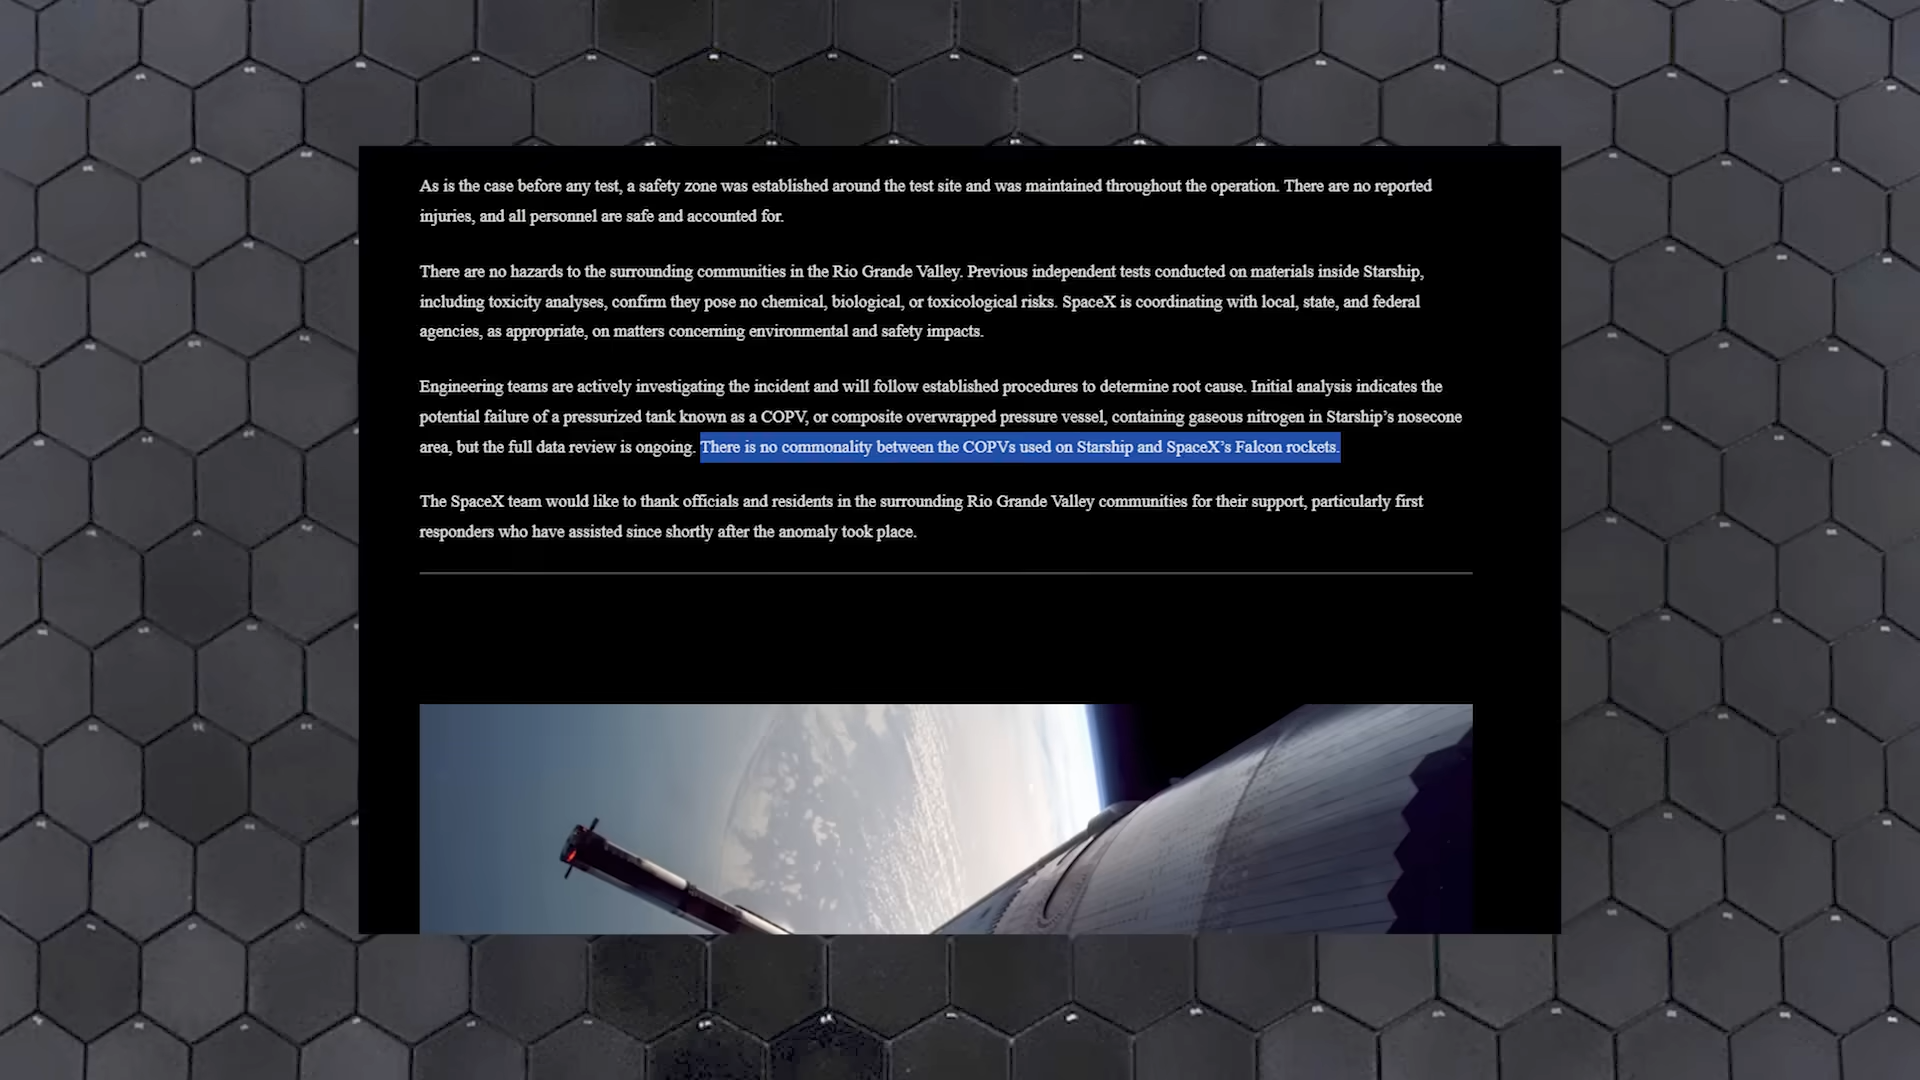 As is the case before any test, a safety zone was established around the test site and was maintained throughout the operation. There are no reported
injuries, and all personnel are safe and accounted for.
There are no hazards to the surrounding communities in the Rio Grande Valley. Previous independent tests conducted on materials inside Starship,
including toxicity analyses, confirm they pose no chemical, biological, or toxicological risks. SpaceX is coordinating with local, state, and federal
agencies, as appropriate, on matters concerning environmental and safety impacts.
Engineering teams are actively investigating the incident and will follow established procedures to determine root cause. Initial analysis indicates the
potential failure of a pressurized tank known as a COPV, or composite overwrapped pressure vessel, containing gaseous nitrogen in Starship’s nosecone
area, but the full data review is ongoing. There is no commonality between the COPVs used on Starship and SpaceX’s Falcon rockets.
The SpaceX team would like to thank officials and residents in the surrounding Rio Grande Valley communities for their support, particularly first
responders who have assisted since shortly after the anomaly took place.